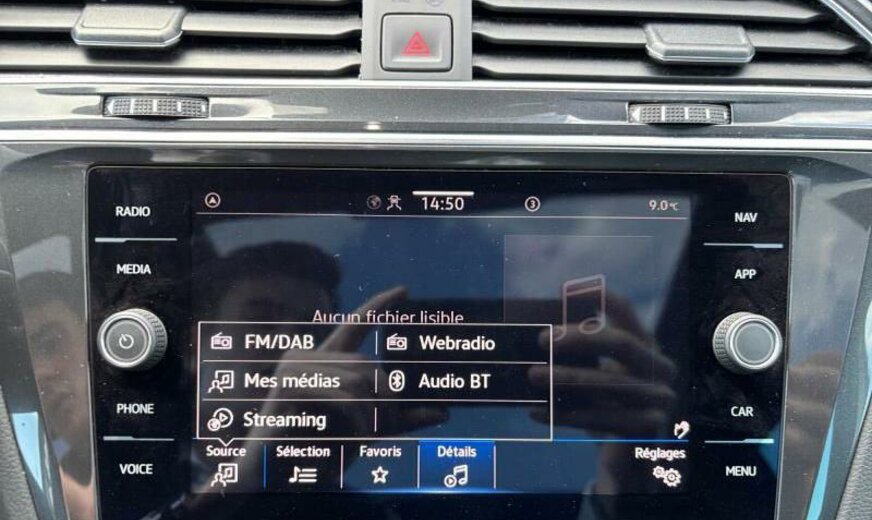 14:50
3
9.0°C
RADIO
NAV
MEDIA
APP
Aucun fichier lisible
FM/DAB
Webradio
Mes médias
Audio BT
Streaming
PHONE
CAR
Source
Sélection
Favoris
Détails
Réglages
VOICE
MENU